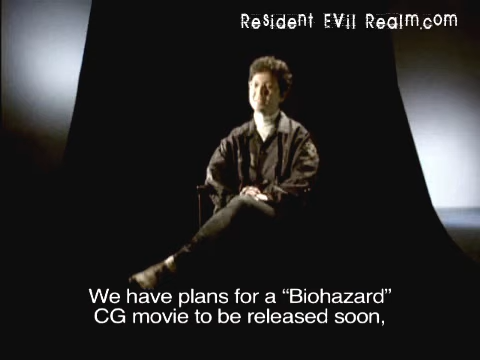 Resident Evil Realm.com
We have plans for a “Biohazard”
CG movie to be released soon,